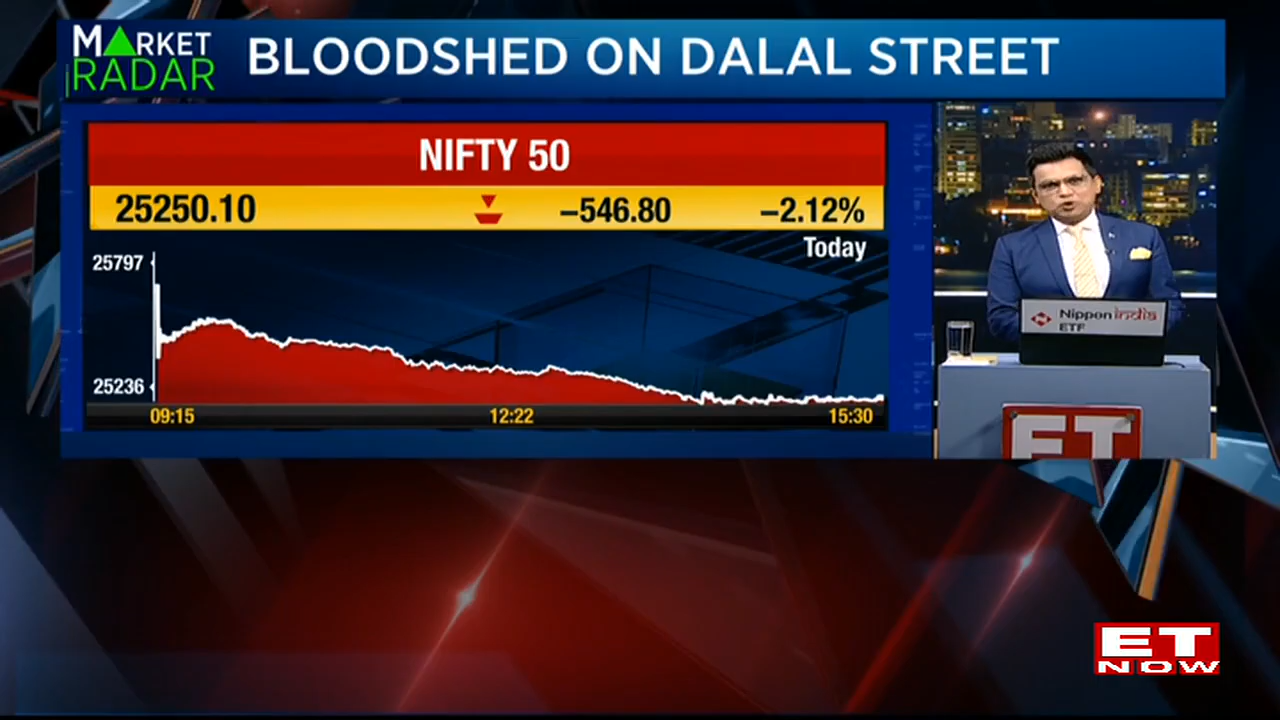 MARKET
RADAR
BLOODSHED ON DALAL STREET
NIFTY 50
25250.10 –546.80 –2.12%
Today
25797
25236
09:15 12:22 15:30
Nippon india
ETF
ET
ET
NOW